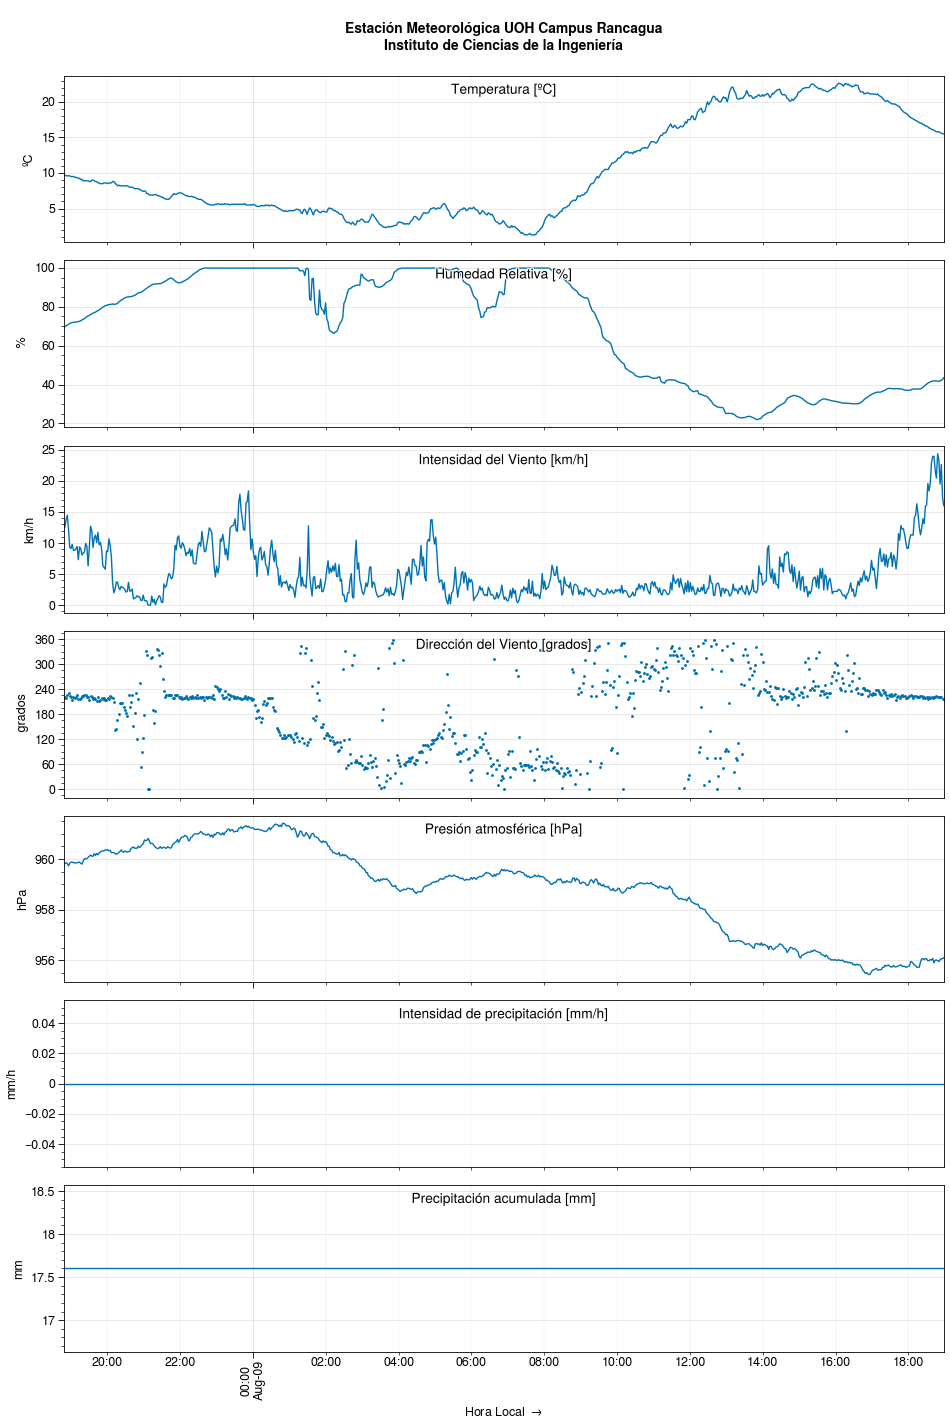 Estación Meteorológica UOH Campus Rancagua
Instituto de Ciencias de la Ingeniería
Temperatura [ºC]
ºC
20
15
10
5
Humedad Relativa [%]
%
100
80
60
40
20
Intensidad del Viento [km/h]
km/h
25
20
15
10
5
0
Dirección del Viento [grados]
grados
360
300
240
180
120
60
0
Presión atmosférica [hPa]
hPa
960
958
956
Intensidad de precipitación [mm/h]
mm/h
0.04
0.02
0
−0.02
−0.04
Precipitación acumulada [mm]
mm
18.5
18
17.5
17
20:00
22:00
00:00
Aug-09
02:00
04:00
06:00
08:00
10:00
12:00
14:00
16:00
18:00
Hora Local →